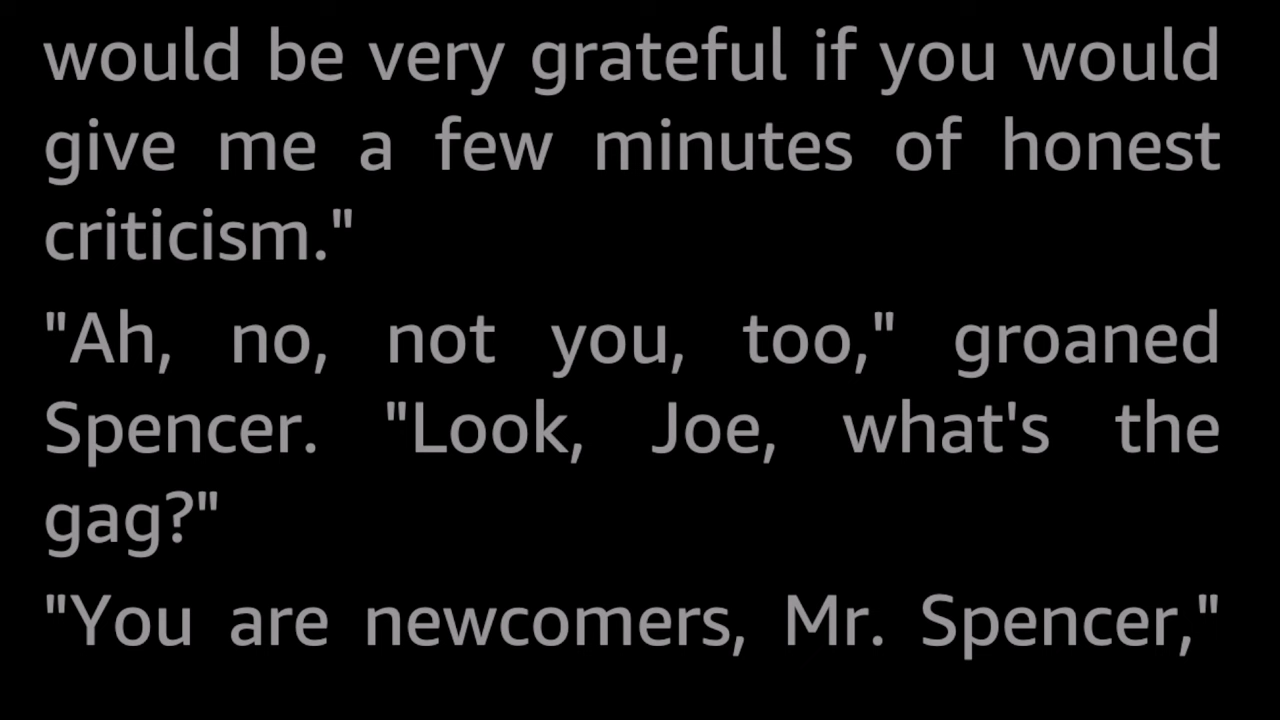 would be very grateful if you would
give me a few minutes of honest
criticism."
"Ah, no, not you, too," groaned
Spencer. "Look, Joe, what's the
gag?"
"You are newcomers, Mr. Spencer,"